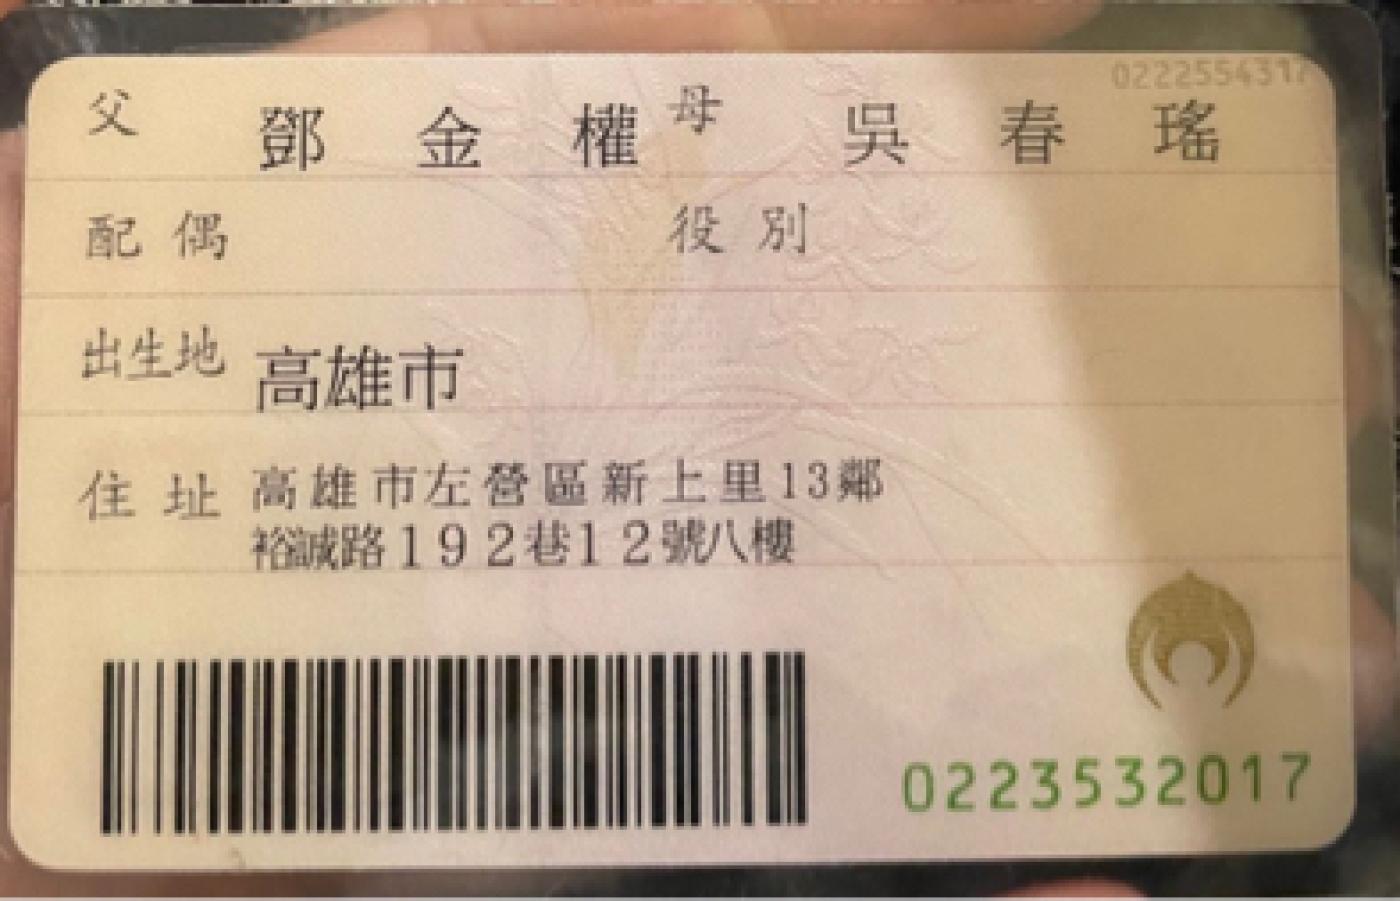 0222554317
父 鄧金權 母 吳春瑤
配偶 役別
出生地 高雄市
住址 高雄市左營區新上里13鄰
裕誠路192巷12號八樓
0223532017